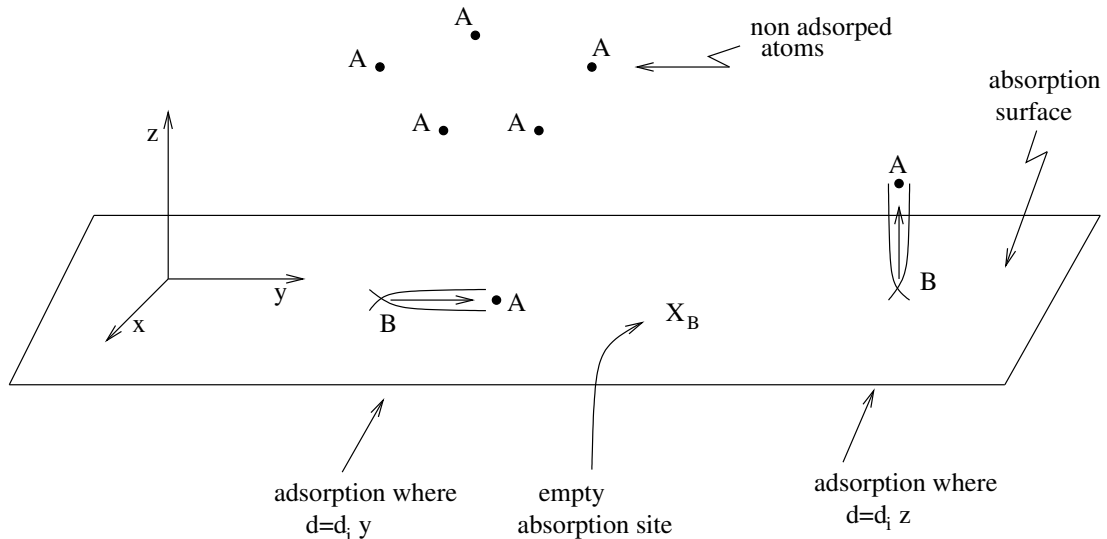 A
A
A
non adsorped
atoms
absorption
surface
A
A
z
A
B
y
x
B
A
X_B
adsorption where
d=d_i y
empty
absorption site
adsorption where
d=d_i z